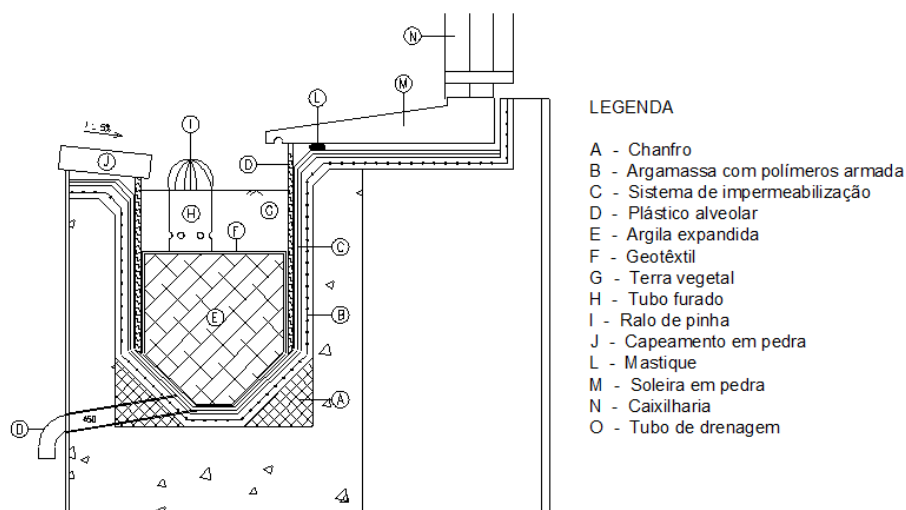 N
M
L
I
J
D
H
G
F
C
E
B
A
D
450
LEGENDA
A - Chanfro
B - Argamassa com polímeros armada
C - Sistema de impermeabilização
D - Plástico alveolar
E - Argila expandida
F - Geotêxtil
G - Terra vegetal
H - Tubo furado
I - Ralo de pinha
J - Capeamento em pedra
L - Mastique
M - Soleira em pedra
N - Caixilharia
O - Tubo de drenagem